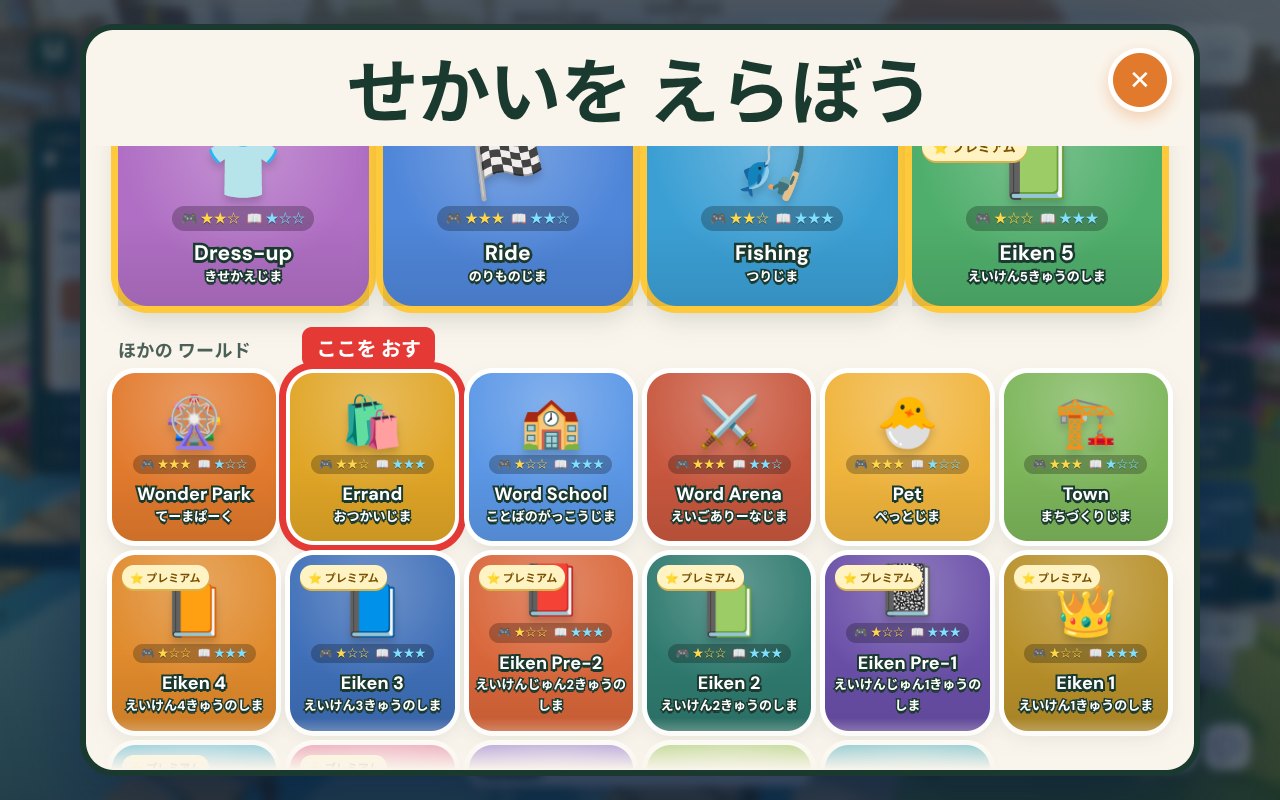 せかいを えらぼう
プレミアム
Dress-up
きせかえじま
Ride
のりものじま
Fishing
つりじま
Eiken 5
えいけん5きゅうのしま
ほかの ワールド
ここを おす
Wonder Park
てーまぱーく
Errand
おつかいじま
Word School
ことばのがっこうじま
Word Arena
えいごありーなじま
Pet
ぺっとじま
Town
まちづくりじま
プレミアム
Eiken 4
えいけん4きゅうのしま
プレミアム
Eiken 3
えいけん3きゅうのしま
プレミアム
Eiken Pre-2
えいけんじゅん2きゅうの
しま
プレミアム
Eiken 2
えいけん2きゅうのしま
プレミアム
Eiken Pre-1
えいけんじゅん1きゅうの
しま
プレミアム
Eiken 1
えいけん1きゅうのしま